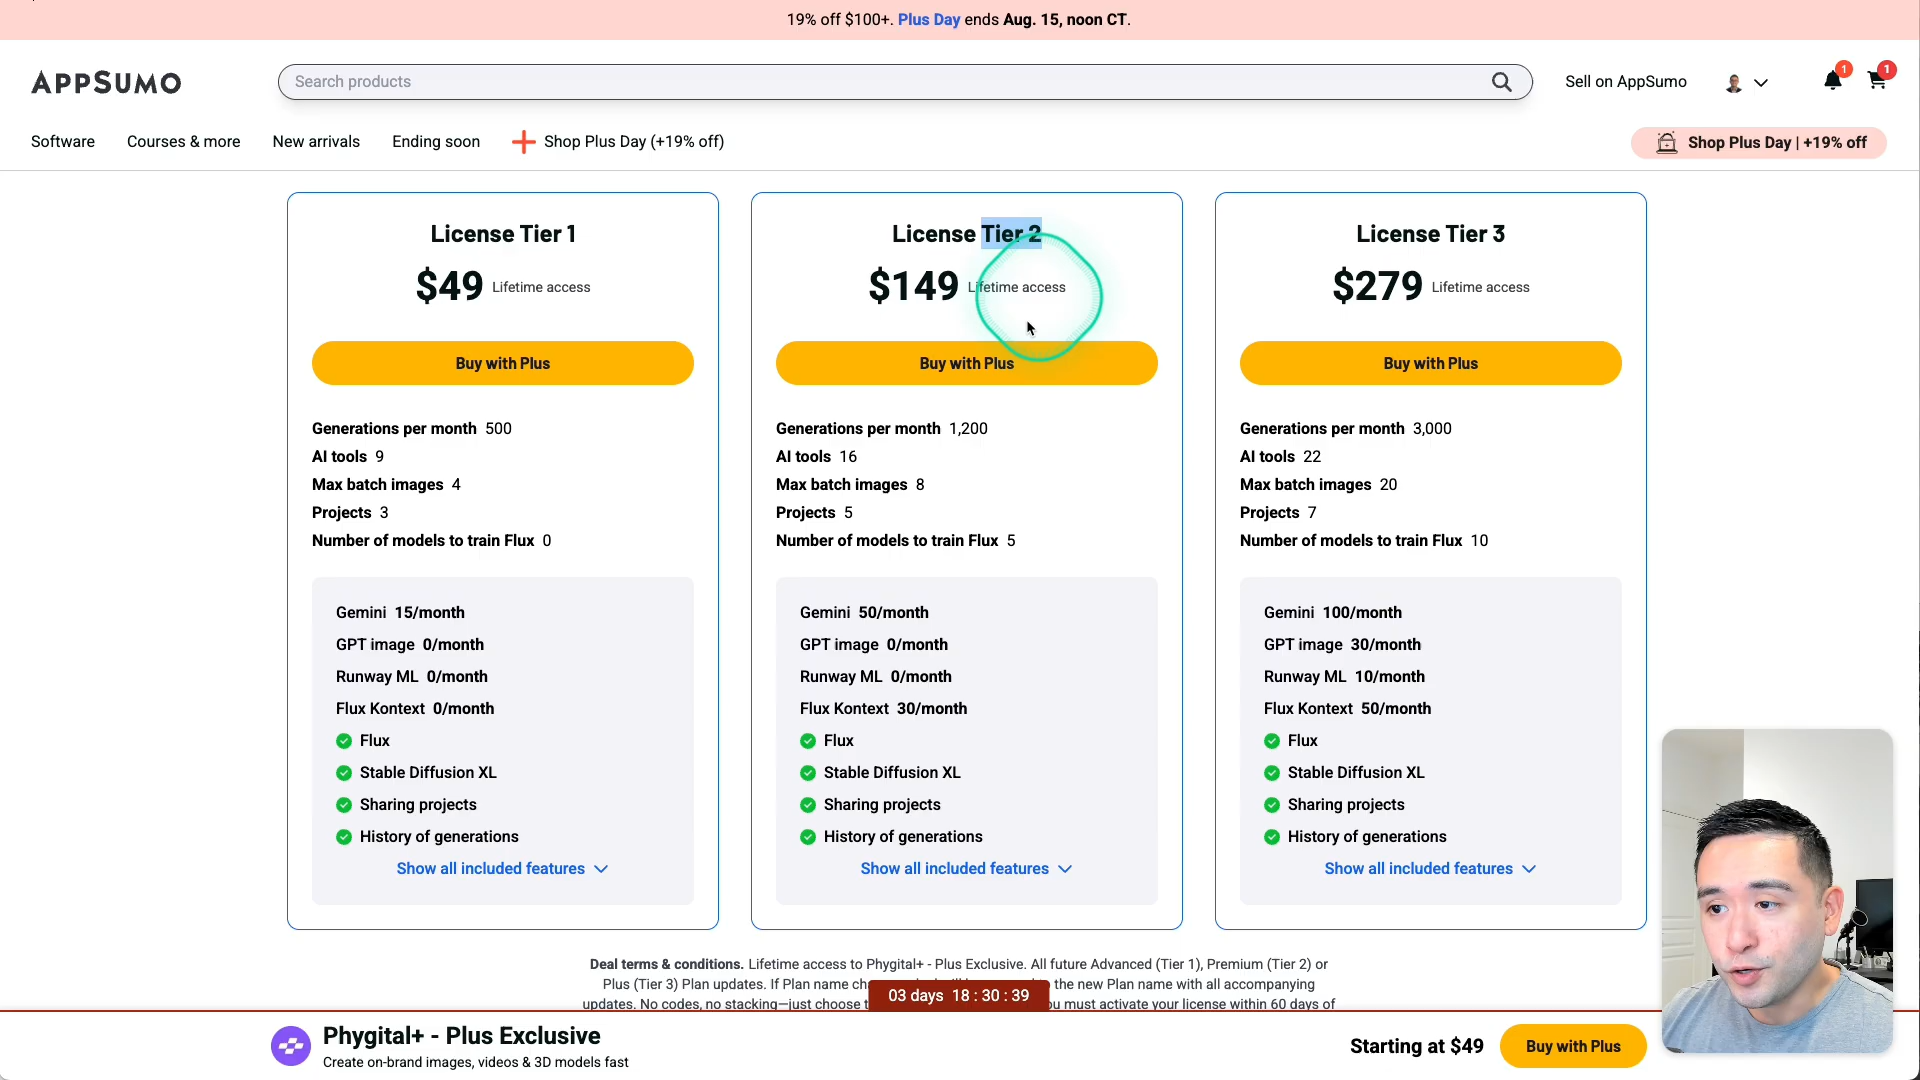 19% off $100+. Plus Day ends Aug. 15, noon CT.
APPSUMO
Search products
Sell on AppSumo
1
1
Software
Courses & more
New arrivals
Ending soon
Shop Plus Day (+19% off)
Shop Plus Day | +19% off
License Tier 1
$49 Lifetime access
Buy with Plus
Generations per month 500
AI tools 9
Max batch images 4
Projects 3
Number of models to train Flux 0
Gemini 15/month
GPT image 0/month
Runway ML 0/month
Flux Kontext 0/month
Flux
Stable Diffusion XL
Sharing projects
History of generations
Show all included features
License Tier 2
$149 Lifetime access
Buy with Plus
Generations per month 1,200
AI tools 16
Max batch images 8
Projects 5
Number of models to train Flux 5
Gemini 50/month
GPT image 0/month
Runway ML 0/month
Flux Kontext 30/month
Flux
Stable Diffusion XL
Sharing projects
History of generations
Show all included features
License Tier 3
$279 Lifetime access
Buy with Plus
Generations per month 3,000
AI tools 22
Max batch images 20
Projects 7
Number of models to train Flux 10
Gemini 100/month
GPT image 30/month
Runway ML 10/month
Flux Kontext 50/month
Flux
Stable Diffusion XL
Sharing projects
History of generations
Show all included features
Deal terms & conditions. Lifetime access to Phygital+ - Plus Exclusive. All future Advanced (Tier 1), Premium (Tier 2) or
Plus (Tier 3) Plan updates. If Plan name the new Plan name with all accompanying
updates. No codes, no stacking—just choose must activate your license within 60 days of
03 days 18 : 30 : 39
Phygital+ - Plus Exclusive
Create on-brand images, videos & 3D models fast
Starting at $49
Buy with Plus